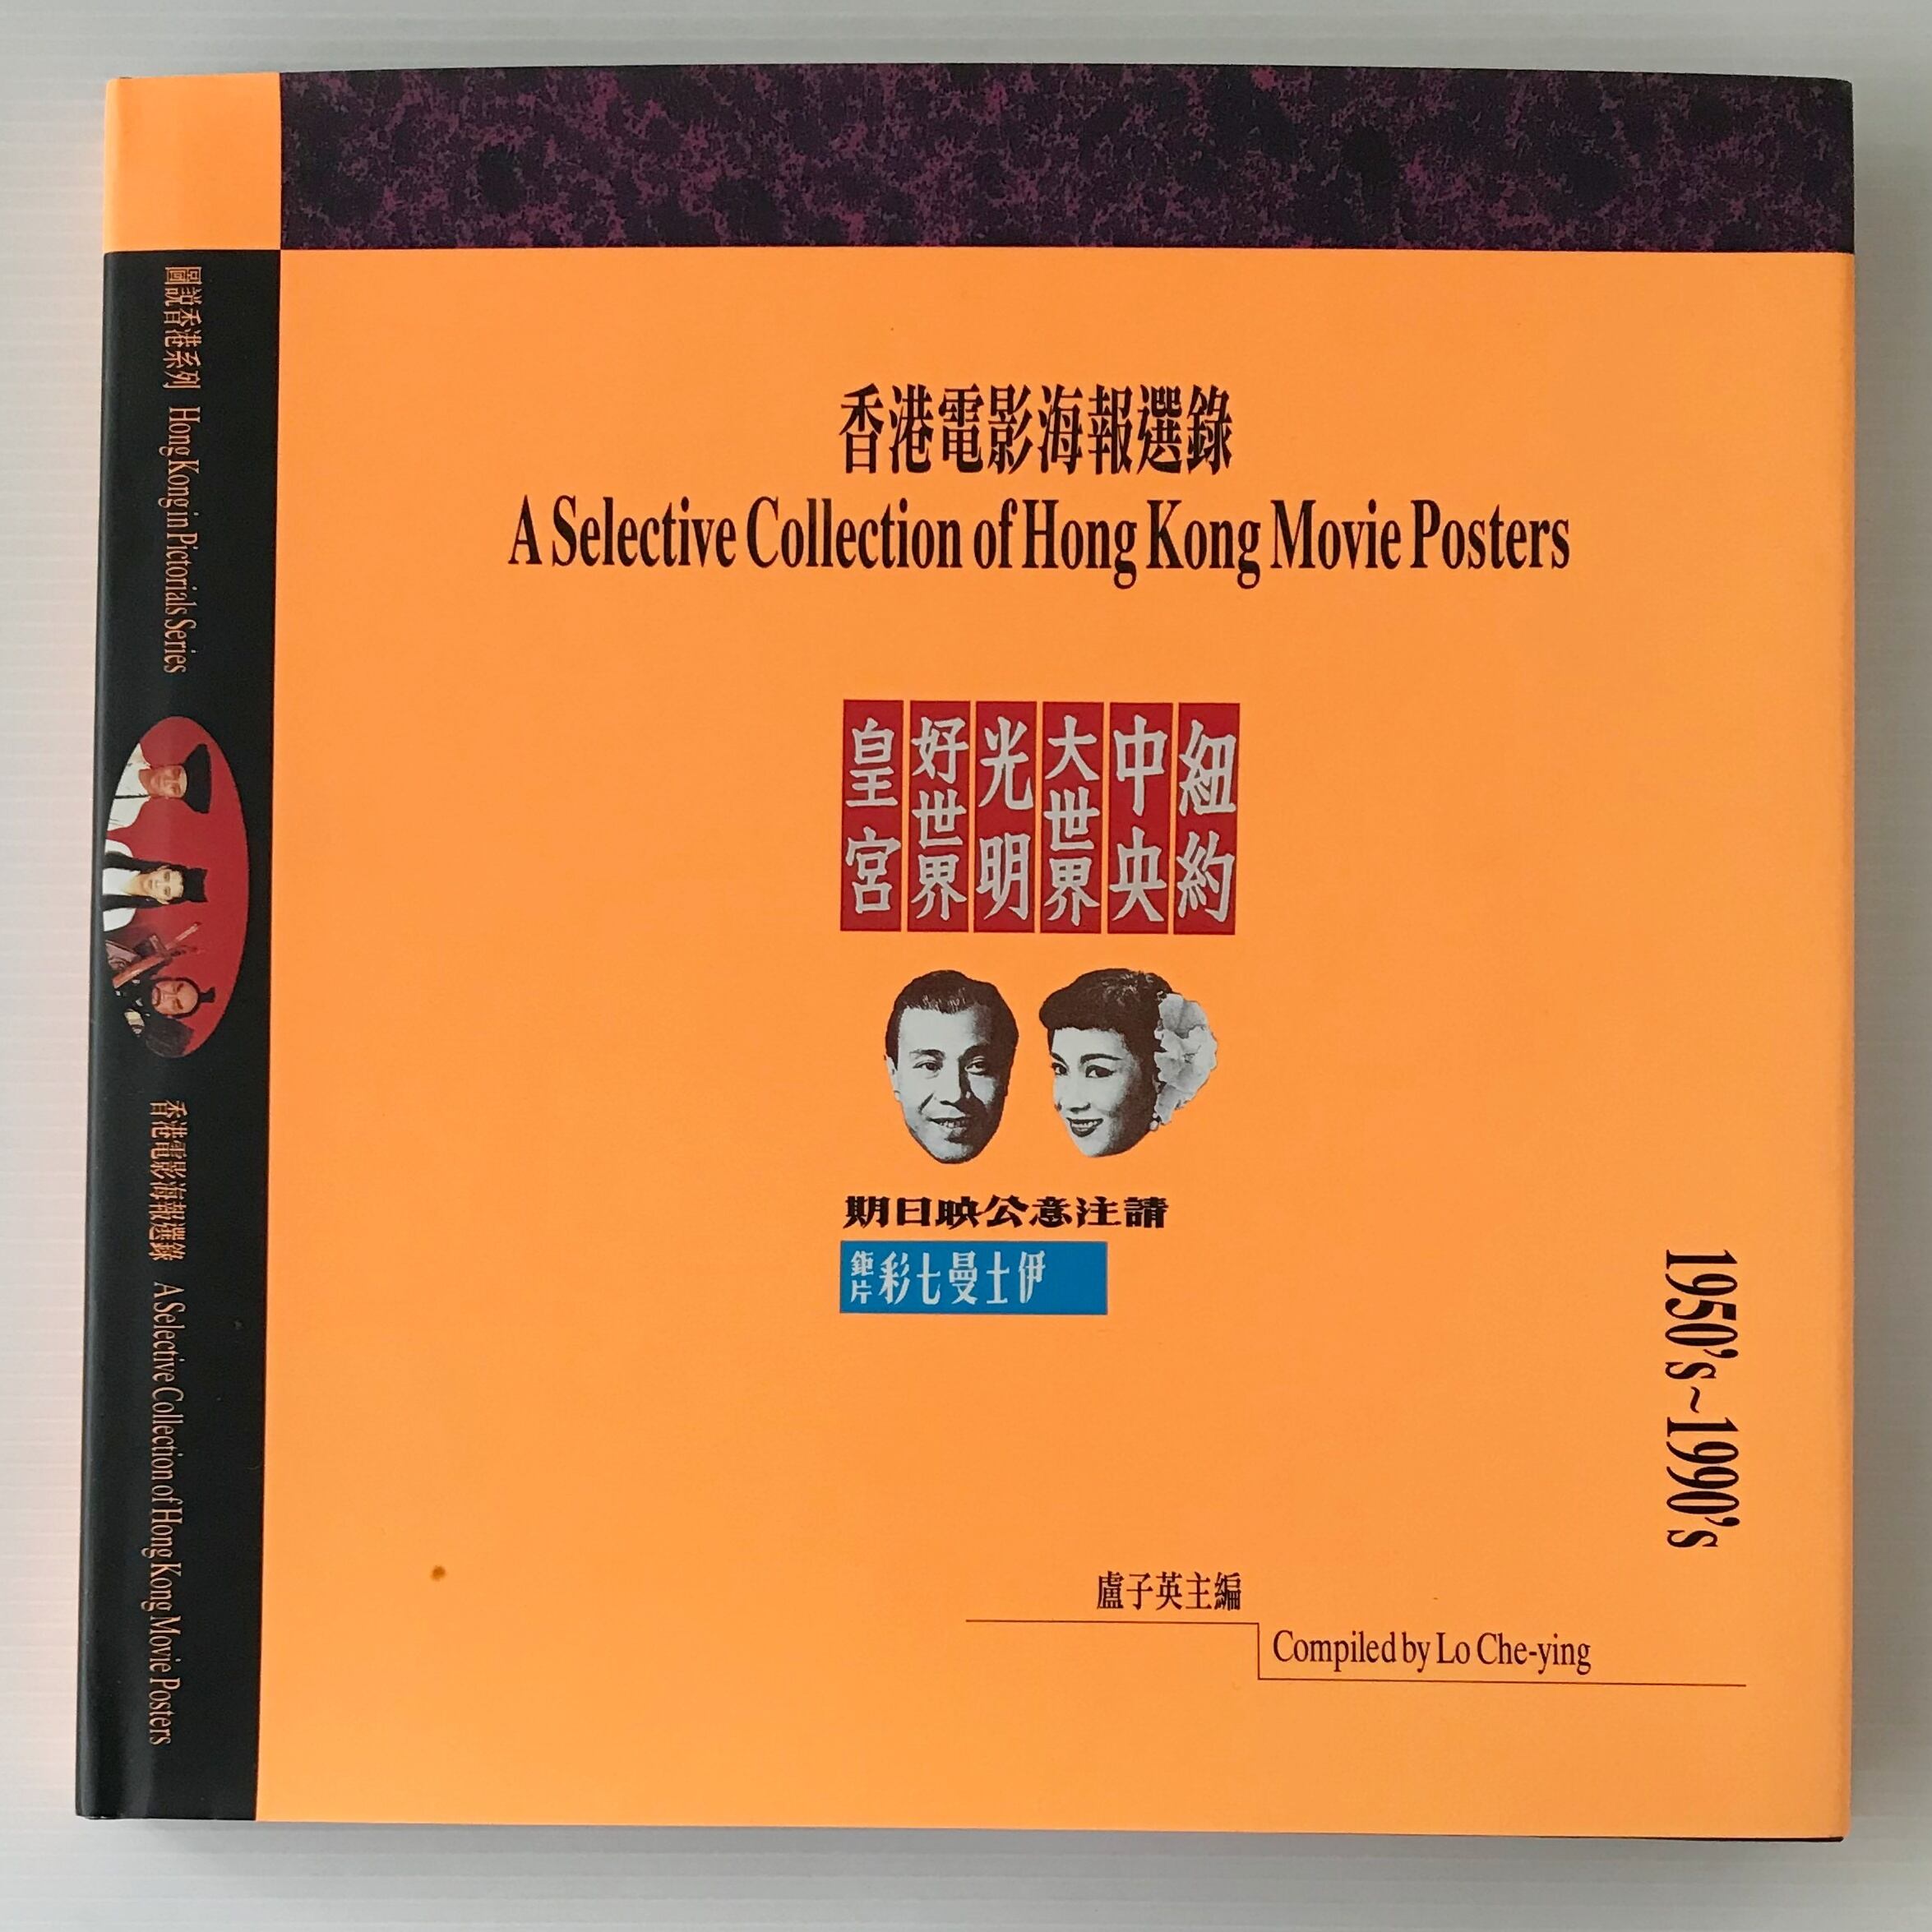 香港電影海報選錄
A Selective Collection of Hong Kong Movie Posters
紐約
中央
大世界
光明
好世界
皇宮
請注意公映日期
伊士曼七彩鉅片
1950's~1990's
盧子英主編
Compiled by Lo Che-ying
圖説香港系列 Hong Kong in Pictorials Series
香港電影海報選錄 A Selective Collection of Hong Kong Movie Posters